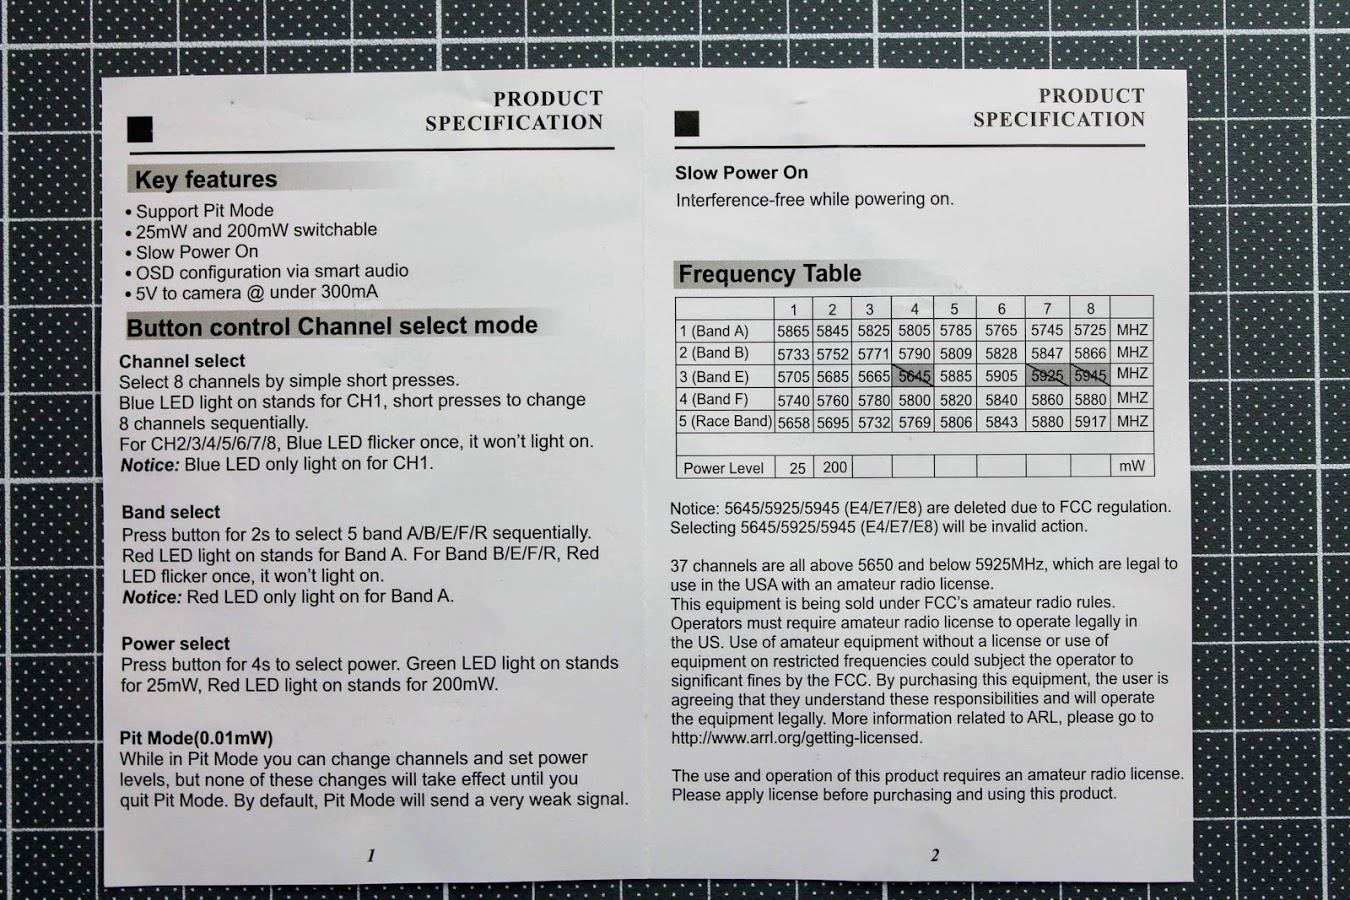 PRODUCT
SPECIFICATION
Key features
• Support Pit Mode
• 25mW and 200mW switchable
• Slow Power On
• OSD configuration via smart audio
• 5V to camera @ under 300mA
Button control Channel select mode
Channel select
Select 8 channels by simple short presses.
Blue LED light on stands for CH1, short presses to change
8 channels sequentially.
For CH2/3/4/5/6/7/8, Blue LED flicker once, it won't light on.
Notice: Blue LED only light on for CH1.
Band select
Press button for 2s to select 5 band A/B/E/F/R sequentially.
Red LED light on stands for Band A. For Band B/E/F/R, Red
LED flicker once, it won't light on.
Notice: Red LED only light on for Band A.
Power select
Press button for 4s to select power. Green LED light on stands
for 25mW, Red LED light on stands for 200mW.
Pit Mode(0.01mW)
While in Pit Mode you can change channels and set power
levels, but none of these changes will take effect until you
quit Pit Mode. By default, Pit Mode will send a very weak signal.
1
PRODUCT
SPECIFICATION
Slow Power On
Interference-free while powering on.
Frequency Table
1 2 3 4 5 6 7 8
1 (Band A) 5865 5845 5825 5805 5785 5765 5745 5725 MHZ
2 (Band B) 5733 5752 5771 5790 5809 5828 5847 5866 MHZ
3 (Band E) 5705 5685 5665 5645 5885 5905 5925 5945 MHZ
4 (Band F) 5740 5760 5780 5800 5820 5840 5860 5880 MHZ
5 (Race Band) 5658 5695 5732 5769 5806 5843 5880 5917 MHZ
Power Level 25 200 mW
Notice: 5645/5925/5945 (E4/E7/E8) are deleted due to FCC regulation.
Selecting 5645/5925/5945 (E4/E7/E8) will be invalid action.
37 channels are all above 5650 and below 5925MHz, which are legal to
use in the USA with an amateur radio license.
This equipment is being sold under FCC's amateur radio rules.
Operators must require amateur radio license to operate legally in
the US. Use of amateur equipment without a license or use of
equipment on restricted frequencies could subject the operator to
significant fines by the FCC. By purchasing this equipment, the user is
agreeing that they understand these responsibilities and will operate
the equipment legally. More information related to ARL, please go to
http://www.arrl.org/getting-licensed.
The use and operation of this product requires an amateur radio license.
Please apply license before purchasing and using this product.
2